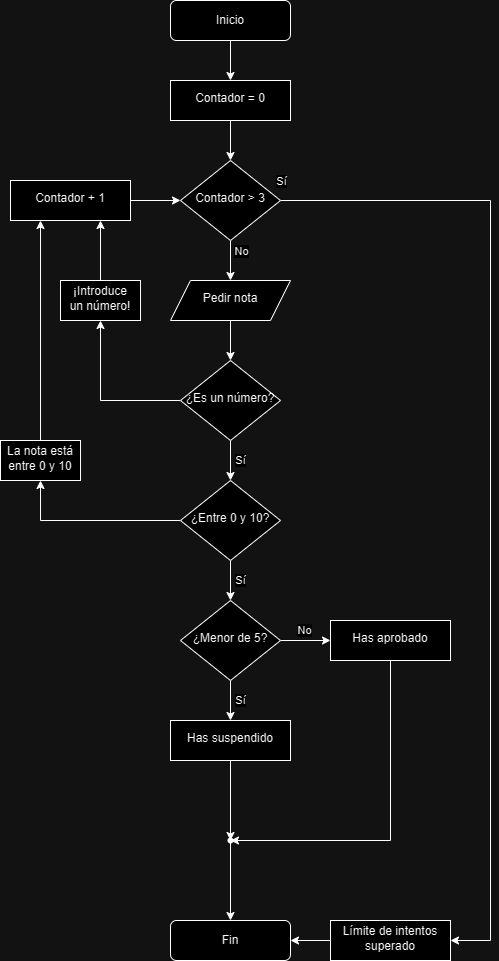 Inicio
Contador = 0
Contador + 1
Contador > 3
Sí
No
¡Introduce
un número!
Pedir nota
¿Es un número?
La nota está
entre 0 y 10
Sí
¿Entre 0 y 10?
Sí
¿Menor de 5?
No
Has aprobado
Sí
Has suspendido
Fin
Límite de intentos
superado